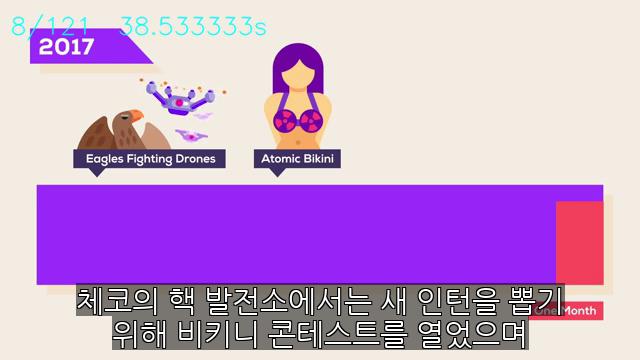 8/121 38.533333s
2017
Eagles Fighting Drones
Atomic Bikini
One Month
체코의 핵 발전소에서는 새 인턴을 뽑기
위해 비키니 콘테스트를 열었으며